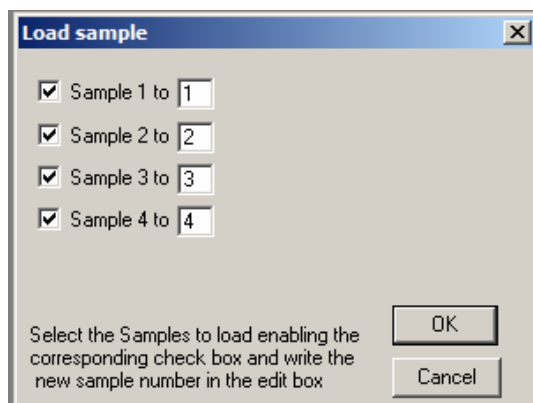 Load sample
Sample 1 to 1
Sample 2 to 2
Sample 3 to 3
Sample 4 to 4
Select the Samples to load enabling the
corresponding check box and write the
new sample number in the edit box
OK
Cancel